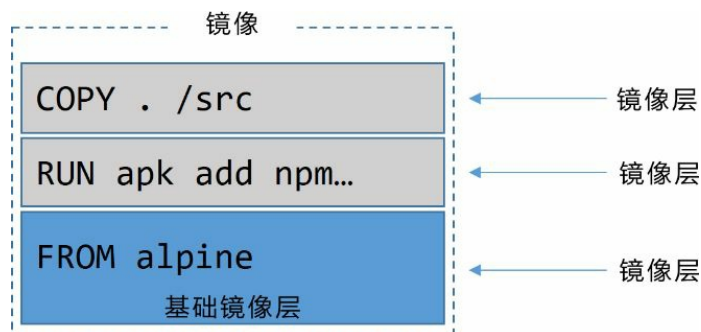 镜像
COPY . /src
镜像层
RUN apk add npm…
镜像层
FROM alpine
镜像层
基础镜像层